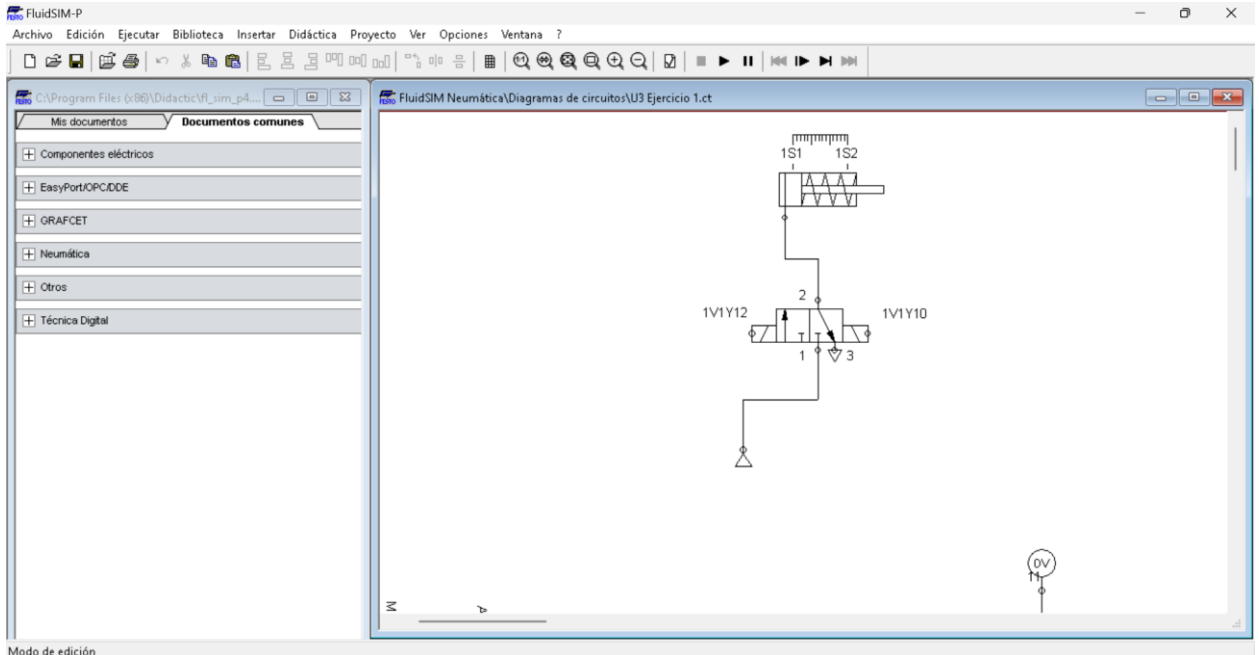 FluidSIM-P
Archivo Edición Ejecutar Biblioteca Insertar Didáctica Proyecto Ver Opciones Ventana ?
C:\Program Files (x86)\Didactic\fl_sim_p4....
FluidSIM Neumática\Diagramas de circuitos\U3 Ejercicio 1.ct
Mis documentos
Documentos comunes
Componentes eléctricos
EasyPort/OPC/DDE
GRAFCET
Neumática
Otros
Técnica Digital
1S1 1S2
2
1V1Y12 1V1Y10
1 3
0V
M
A
Modo de edición